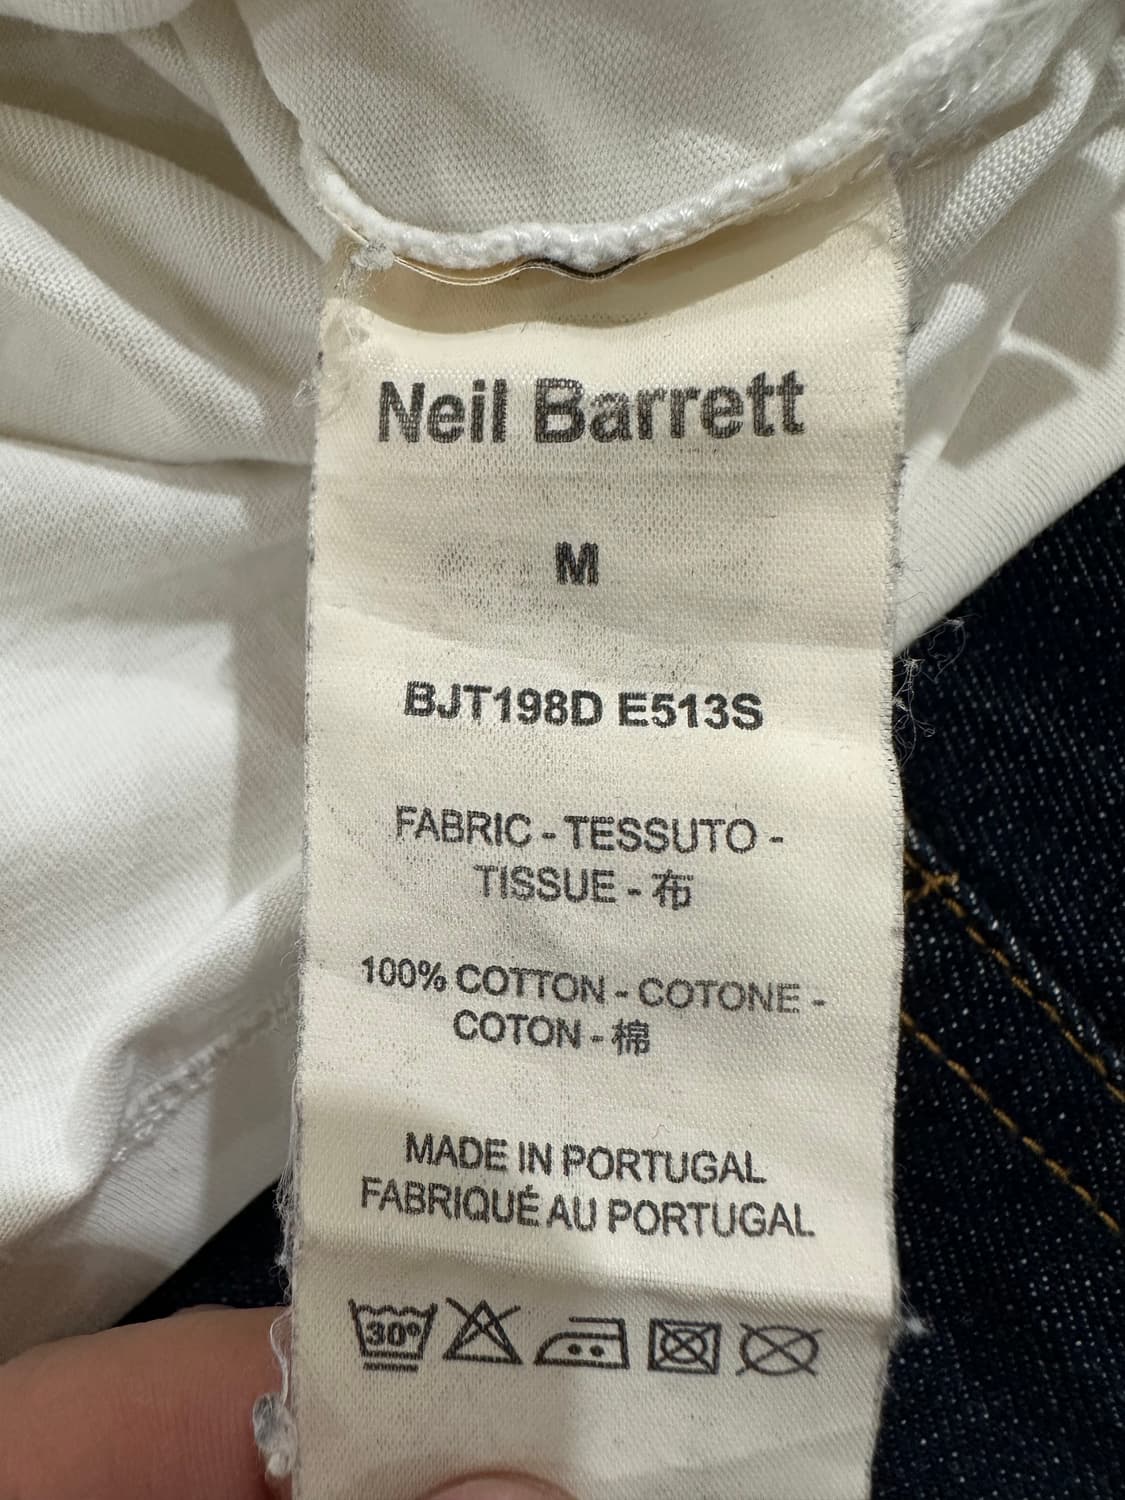 Neil Barrett
M
BJT198D E513S
FABRIC - TESSUTO -
TISSUE - 布
100% COTTON - COTONE -
COTON - 棉
MADE IN PORTUGAL
FABRIQUÉ AU PORTUGAL
30°